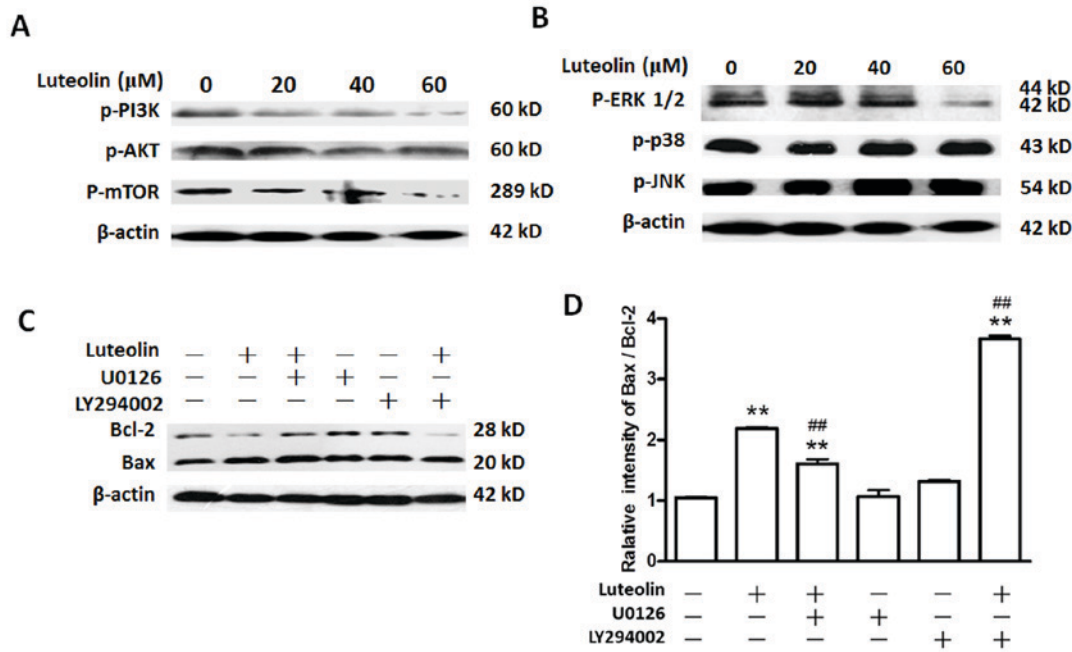 A
Luteolin (μM) 0 20 40 60
p-PI3K 60 kD
p-AKT 60 kD
P-mTOR 289 kD
β-actin 42 kD
B
Luteolin (μM) 0 20 40 60
P-ERK 1/2 44 kD
42 kD
p-p38 43 kD
p-JNK 54 kD
β-actin 42 kD
C
Luteolin — + + — — +
U0126 — — + + — —
LY294002 — — — — + +
Bcl-2 28 kD
Bax 20 kD
β-actin 42 kD
D
Ralative intensity of Bax / Bcl-2
4
3
2
1
0
**
##
**
##
**
Luteolin — + + — — +
U0126 — — + + — —
LY294002 — — — — + +